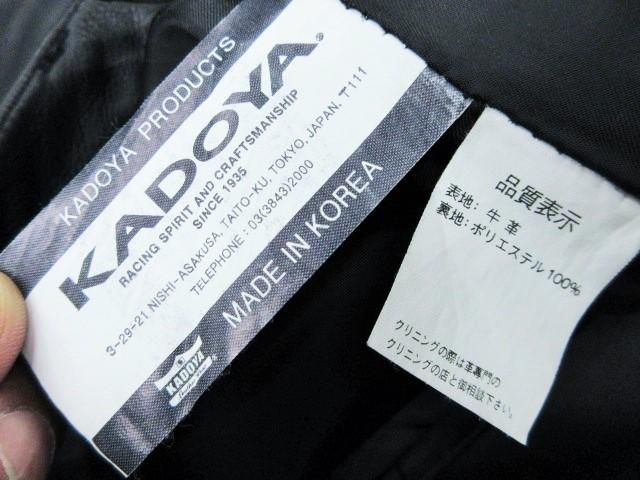 KADOYA PRODUCTS
KADOYA®
RACING SPIRIT AND CRAFTSMANSHIP
SINCE 1935
3-29-21 NISHI-ASAKUSA, TAITO-KU, TOKYO, JAPAN. 〒111
TELEPHONE : 03(3843)2000
MADE IN KOREA
KADOYA
品質表示
表地: 牛 革
裏地: ポリエステル100%
クリニングの際は革専門の
クリニングの店と御相談下さい。